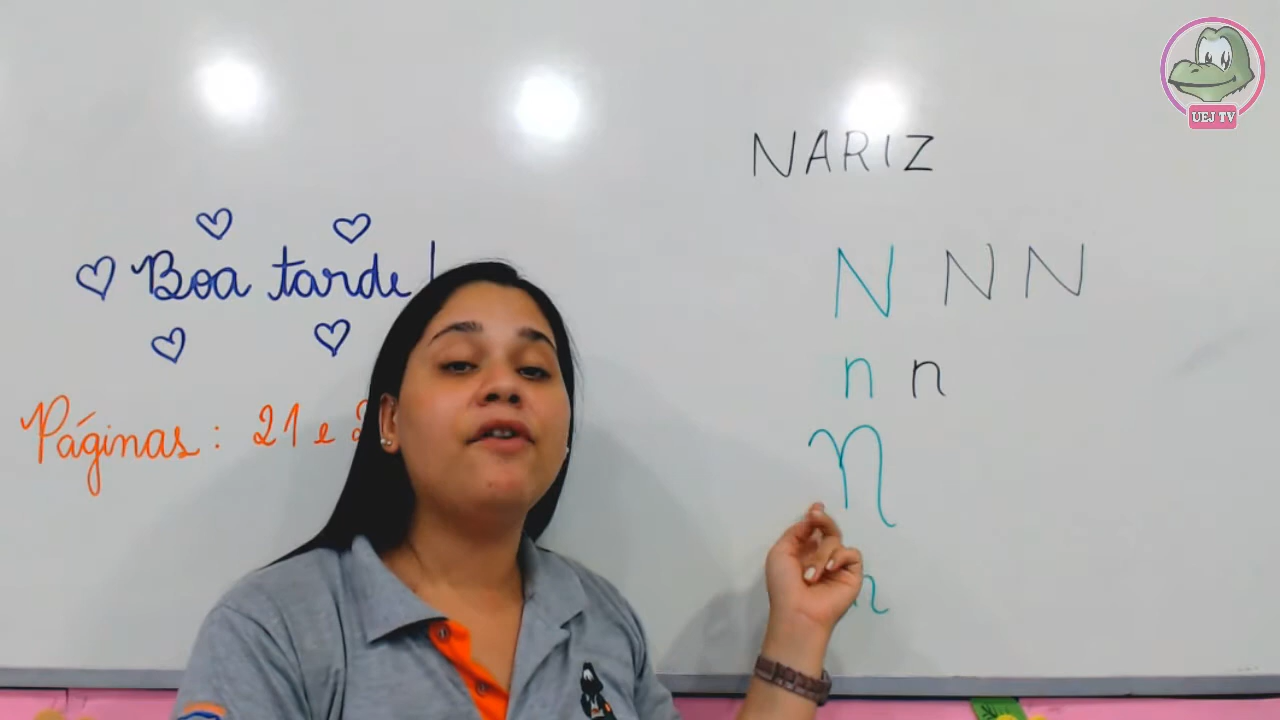 UEJ TV
NARIZ
Boa tarde!
N N N
n n
Páginas: 21 e
N
n